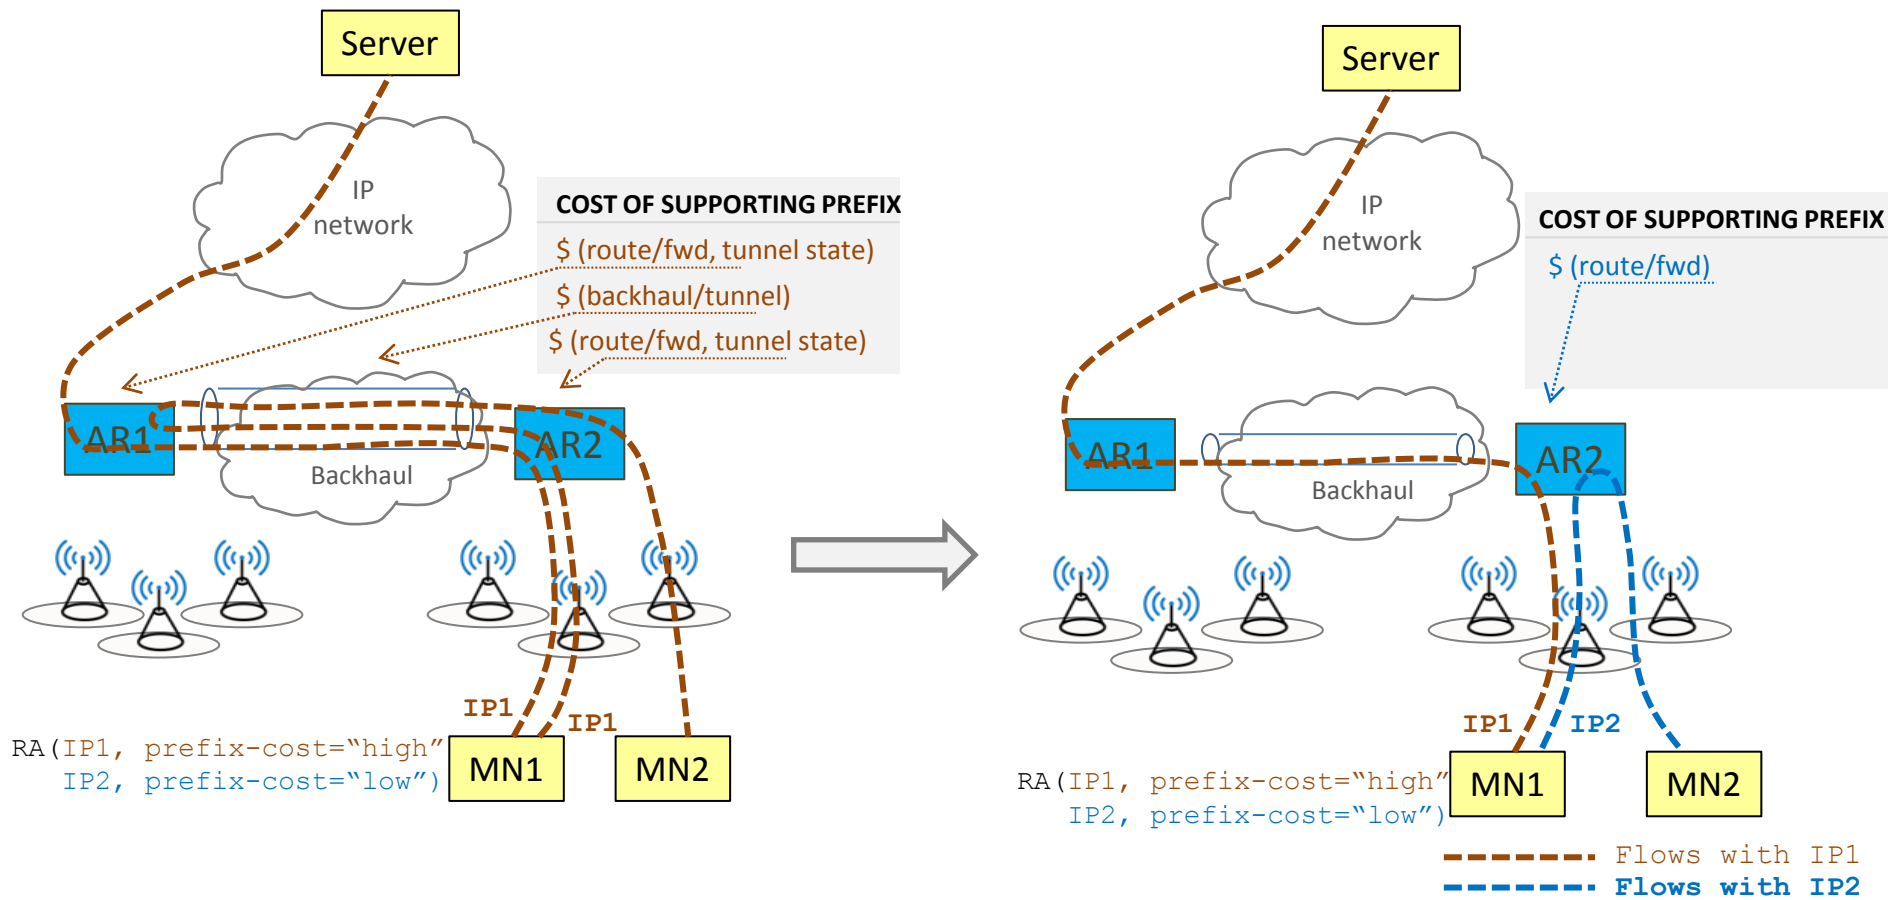 Server
IP
network
COST OF SUPPORTING PREFIX
$ (route/fwd, tunnel state)
$ (backhaul/tunnel)
$ (route/fwd, tunnel state)
AR1
AR2
Backhaul
IP1
IP1
RA(IP1, prefix-cost=“high”
IP2, prefix-cost=“low”)
MN1
MN2
Server
IP
network
COST OF SUPPORTING PREFIX
$ (route/fwd)
AR1
AR2
Backhaul
IP1
IP2
RA(IP1, prefix-cost=“high”
IP2, prefix-cost=“low”)
MN1
MN2
Flows with IP1
Flows with IP2